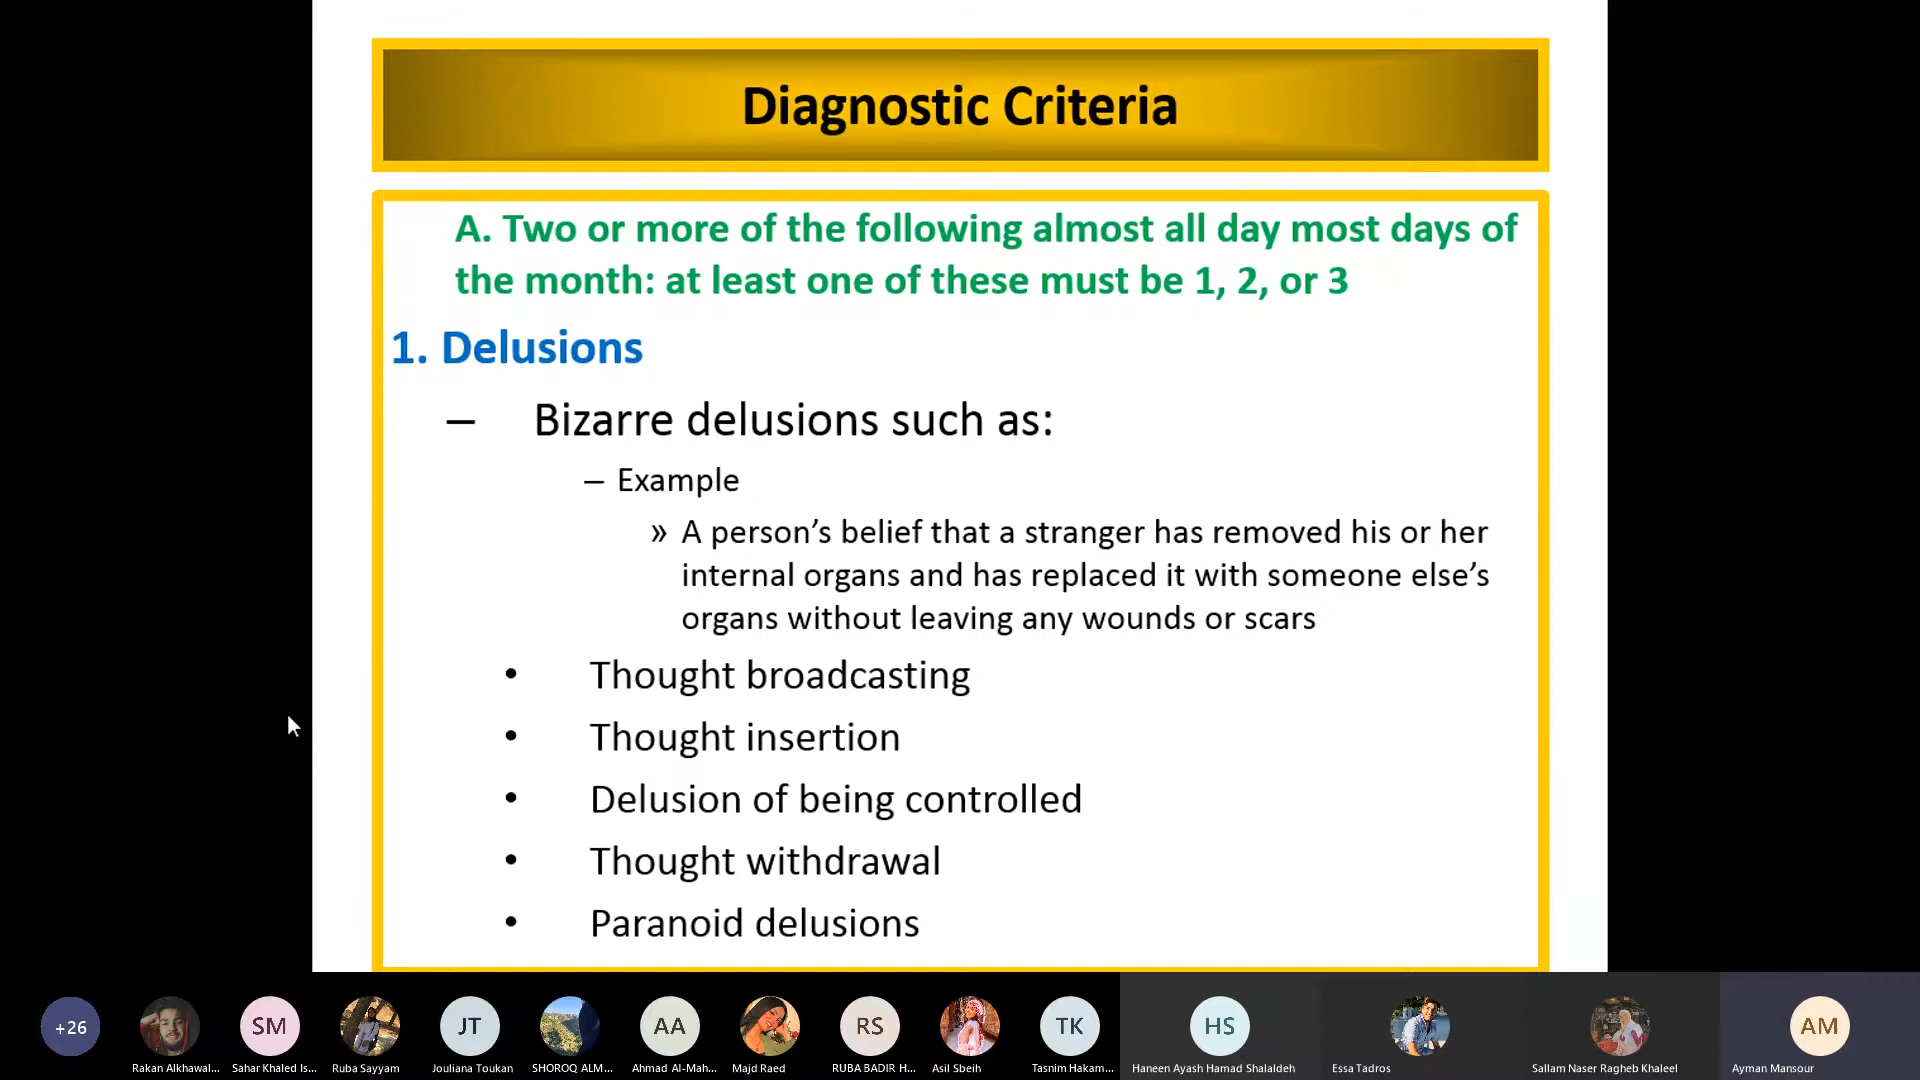 Diagnostic Criteria
A. Two or more of the following almost all day most days of
the month: at least one of these must be 1, 2, or 3
1. Delusions
– Bizarre delusions such as:
– Example
» A person’s belief that a stranger has removed his or her
internal organs and has replaced it with someone else’s
organs without leaving any wounds or scars
• Thought broadcasting
• Thought insertion
• Delusion of being controlled
• Thought withdrawal
• Paranoid delusions
+26
SM
JT
AA
RS
TK
HS
AM
Rakan Alkhawal...
Sahar Khaled Is...
Ruba Sayyam
Jouliana Toukan
SHOROQ ALM...
Ahmad Al-Mah...
Majd Raed
RUBA BADIR H...
Asil Sbeih
Tasnim Hakam...
Haneen Ayash Hamad Shalaldeh
Essa Tadros
Sallam Naser Ragheb Khaleel
Ayman Mansour